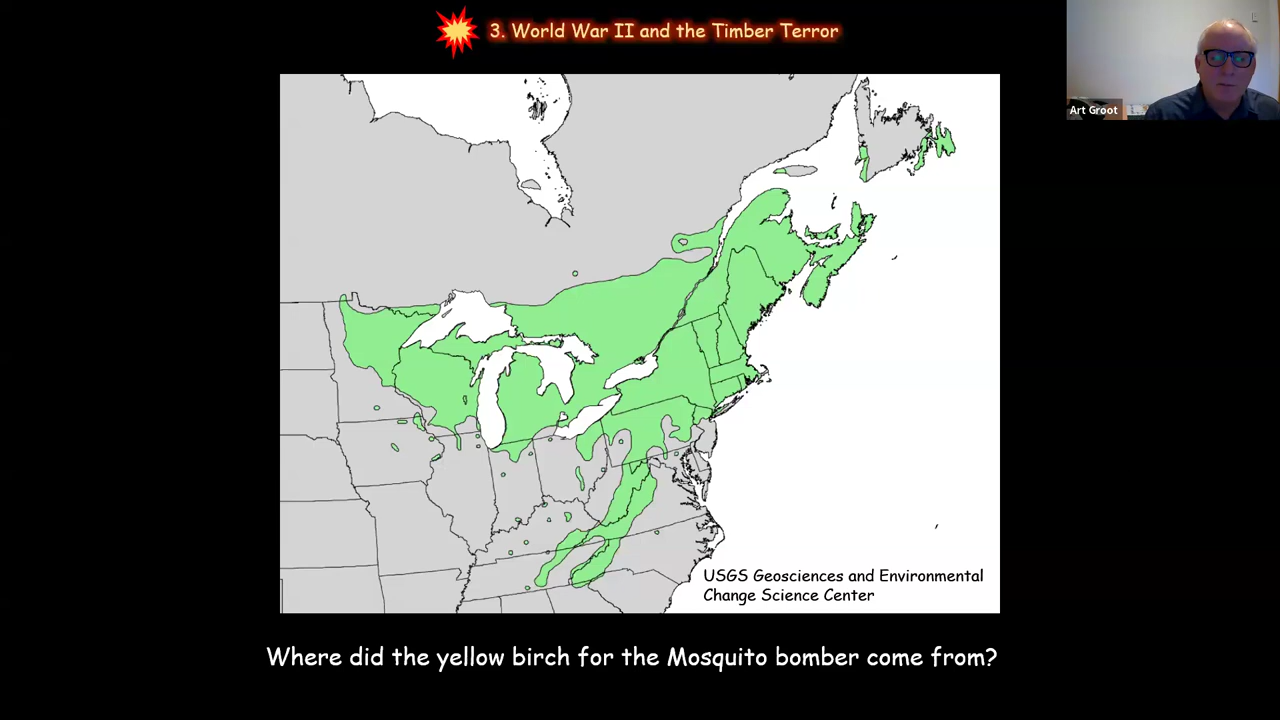 3. World War II and the Timber Terror
Art Groot
USGS Geosciences and Environmental
Change Science Center
Where did the yellow birch for the Mosquito bomber come from?